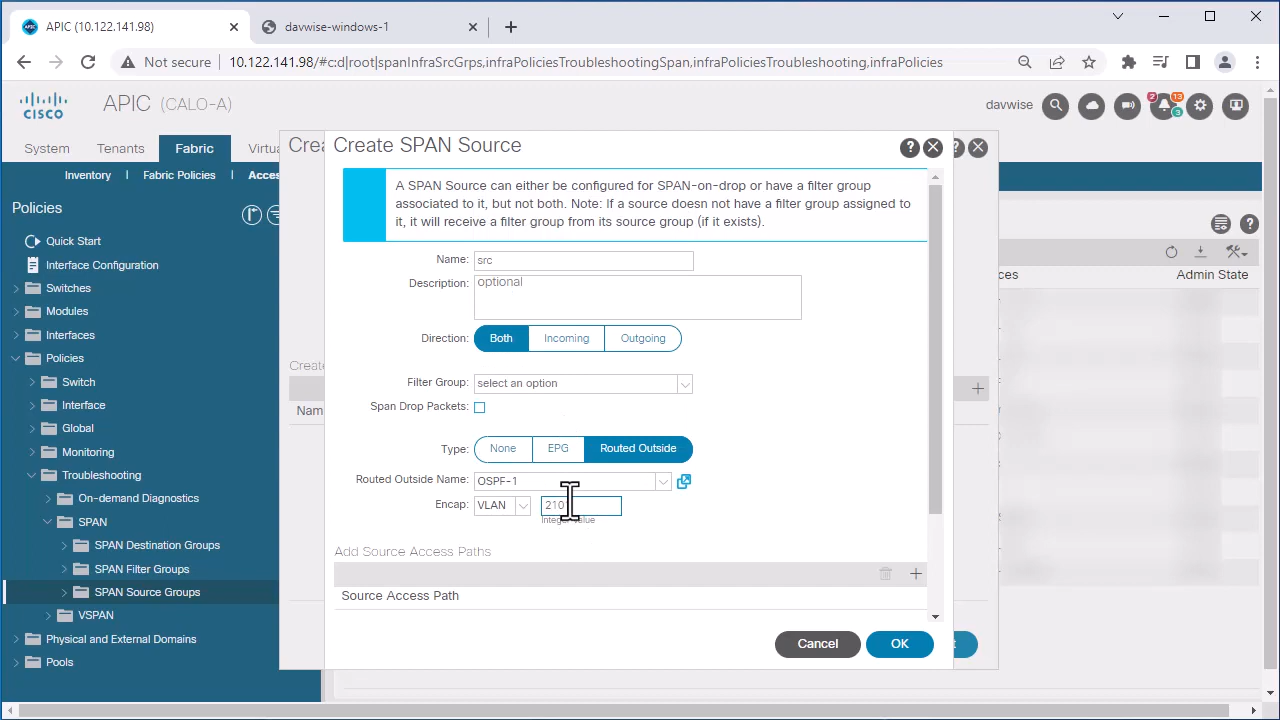 APIC (10.122.141.98)
davwise-windows-1
Not secure
10.122.141.98/#c:d|root|spanInfraSrcGrps,infraPoliciesTroubleshootingSpan,infraPoliciesTroubleshooting,infraPolicies
CISCO
APIC (CALO-A)
davwise
2
13
3
System
Tenants
Fabric
Virtu
Inventory
Fabric Policies
Acces
Policies
Quick Start
Interface Configuration
Switches
Modules
Interfaces
Policies
Switch
Interface
Global
Monitoring
Troubleshooting
On-demand Diagnostics
SPAN
SPAN Destination Groups
SPAN Filter Groups
SPAN Source Groups
VSPAN
Physical and External Domains
Pools
Crea
Create
Nam
ces
Admin State
Create SPAN Source
A SPAN Source can either be configured for SPAN-on-drop or have a filter group
associated to it, but not both. Note: If a source doesn not have a filter group assigned to
it, it will receive a filter group from its source group (if it exists).
Name: src
Description: optional
Direction: Both Incoming Outgoing
Filter Group: select an option
Span Drop Packets:
Type: None EPG Routed Outside
Routed Outside Name: OSPF-1
Encap: VLAN 210
Add Source Access Paths
Source Access Path
Cancel
OK
t